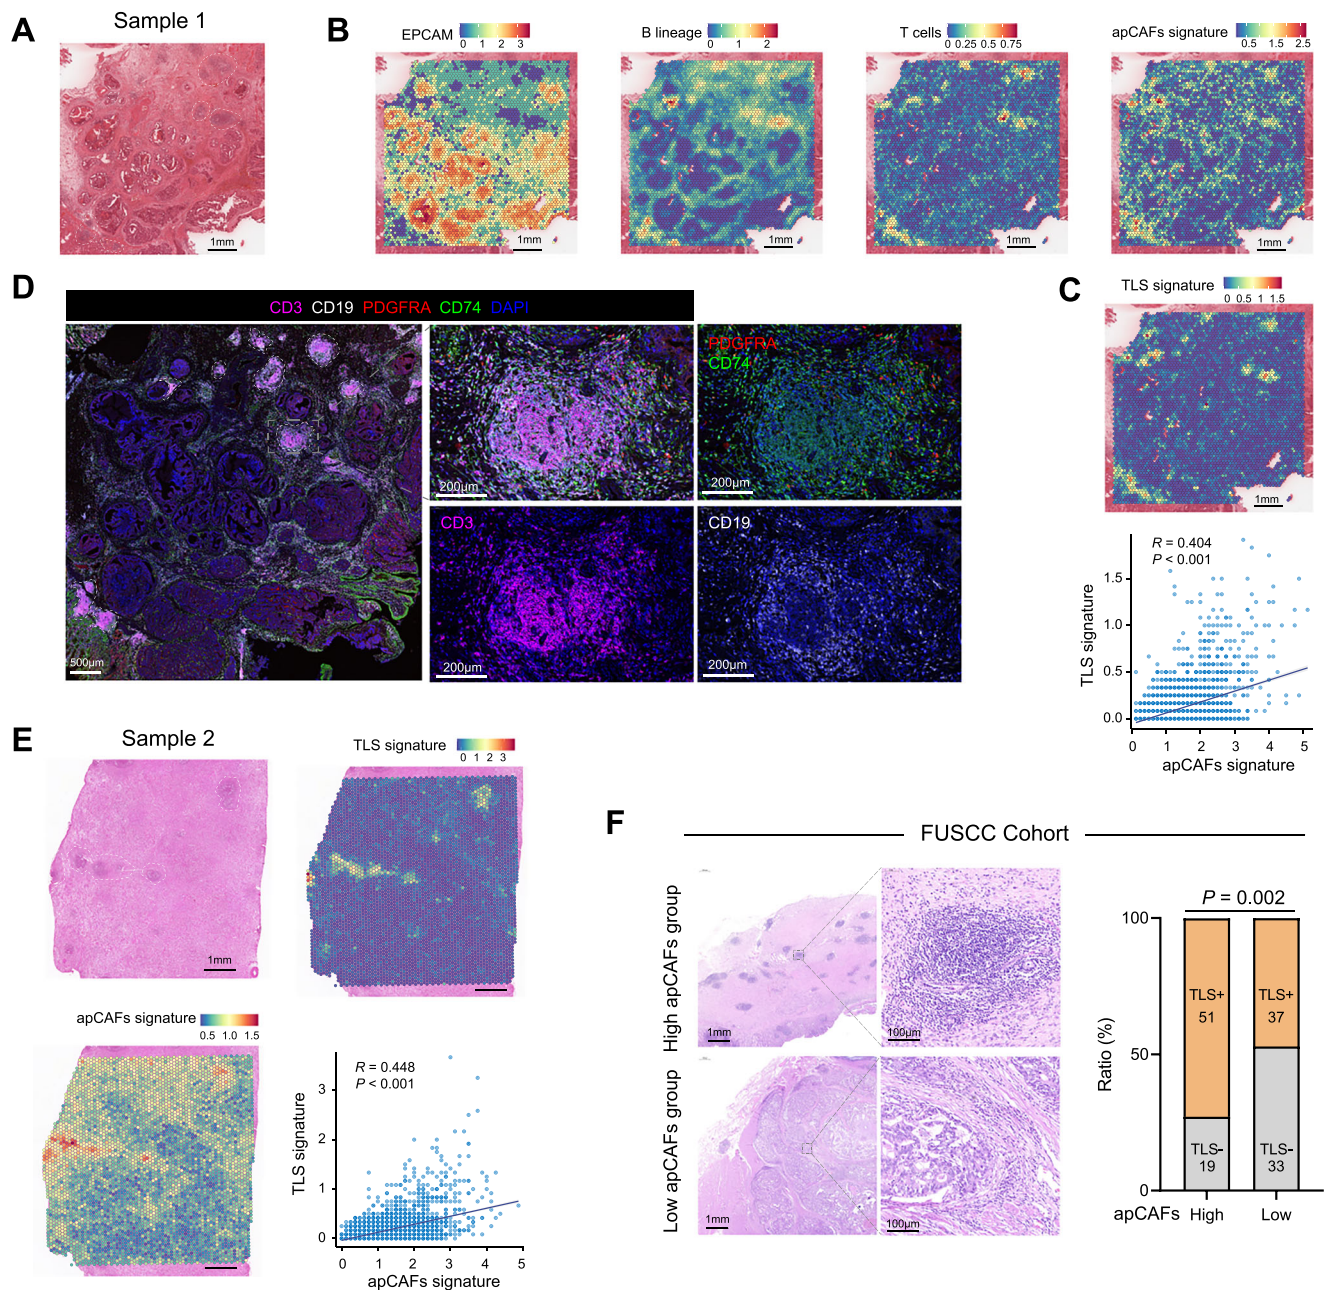 A
Sample 1
1mm
B
EPCAM
0 1 2 3
1mm
B lineage
0 1 2
1mm
T cells
0 0.25 0.5 0.75
1mm
apCAFs signature
0.5 1.5 2.5
1mm
C
TLS signature
0 0.5 1 1.5
1mm
R = 0.404
P < 0.001
TLS signature
1.5
1.0
0.5
0.0
0 1 2 3 4 5
apCAFs signature
D
CD3 CD19 PDGFRA CD74 DAPI
500μm
200μm
PDGFRA
CD74
200μm
CD3
200μm
CD19
200μm
E
Sample 2
1mm
TLS signature
0 1 2 3
apCAFs signature
0.5 1.0 1.5
R = 0.448
P < 0.001
TLS signature
3
2
1
0
0 1 2 3 4 5
apCAFs signature
F
FUSCC Cohort
High apCAFs group
1mm
100μm
Low apCAFs group
1mm
100μm
P = 0.002
Ratio (%)
100
50
0
TLS+
51
TLS-
19
TLS+
37
TLS-
33
apCAFs High Low